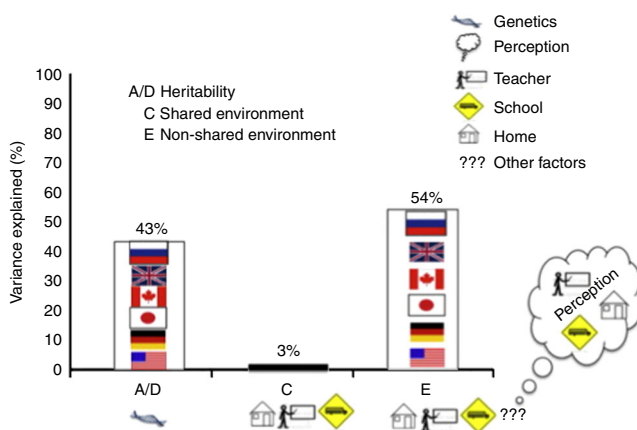 Genetics
Perception
Teacher
School
Home
??? Other factors
A/D Heritability
C Shared environment
E Non-shared environment
Variance explained (%)
100
90
80
70
60
50
40
30
20
10
0
43%
3%
54%
A/D
C
E
???
Perception